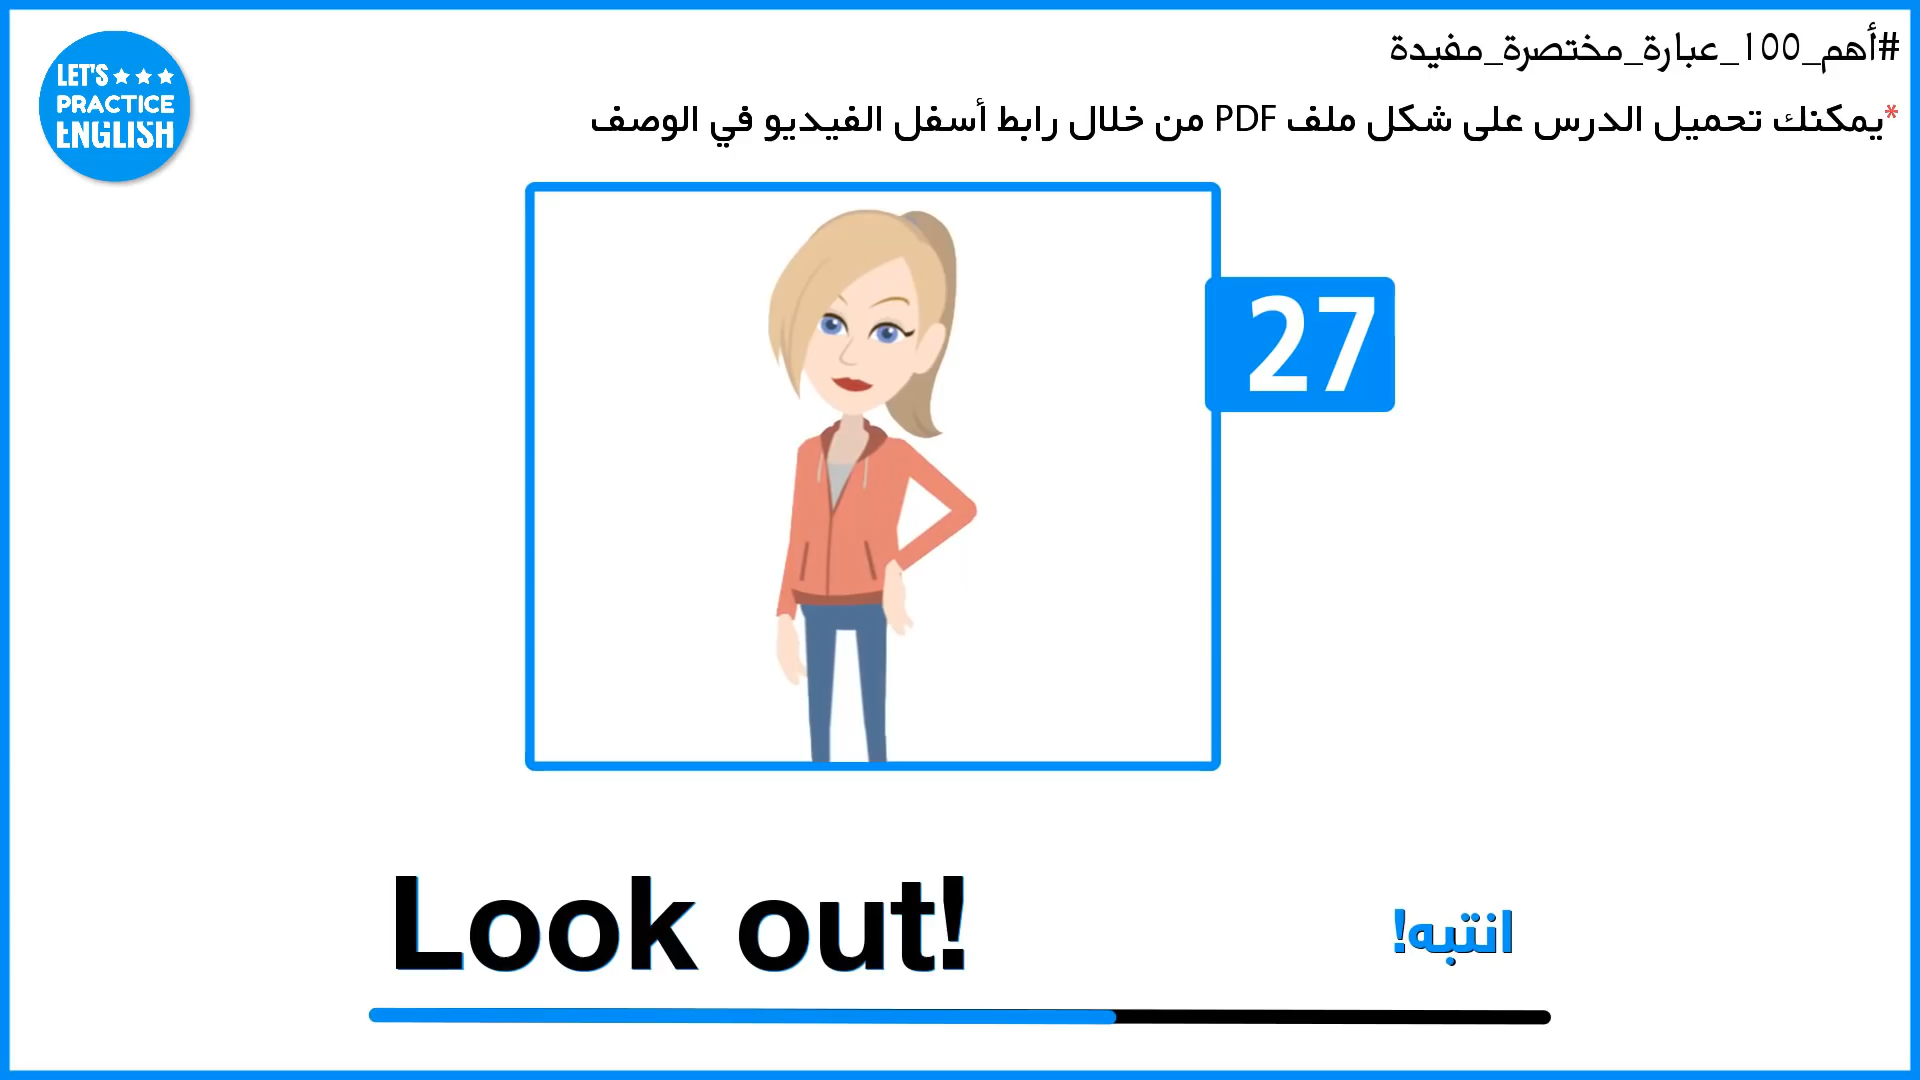 LET'S
PRACTICE
ENGLISH
#أهم_100_عبارة_مختصرة_مفيدة
*يمكنك تحميل الدرس على شكل ملف PDF من خلال رابط أسفل الفيديو في الوصف
27
Look out!
انتبه!